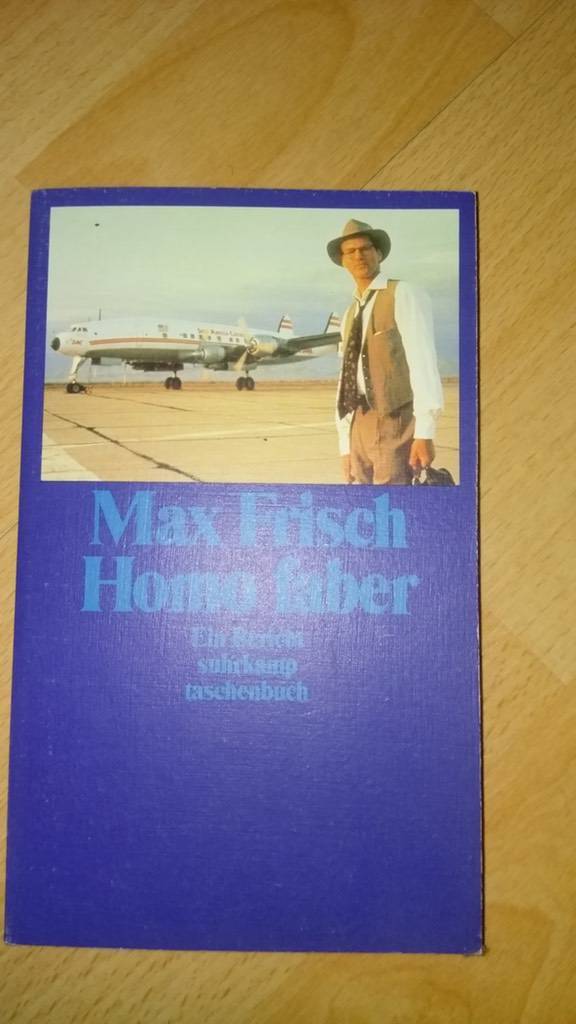 Max Frisch
Homo faber
Ein Bericht
suhrkamp
taschenbuch